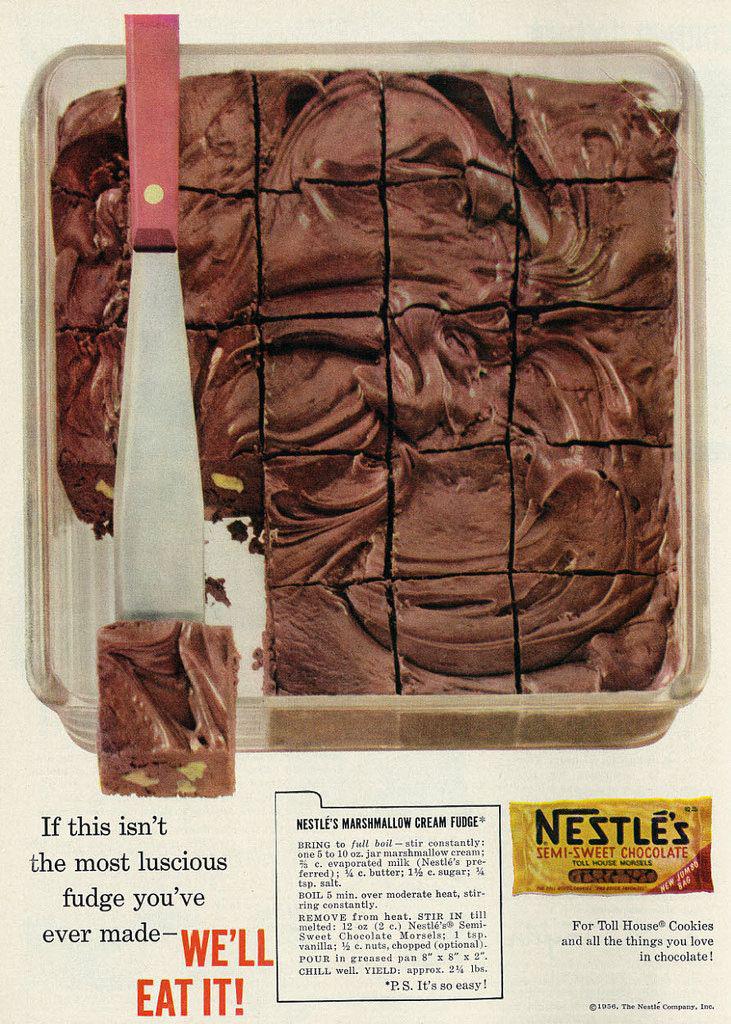 If this isn't
the most luscious
fudge you've
ever made—WE'LL
EAT IT!
NESTLÉ'S MARSHMALLOW CREAM FUDGE*
BRING to full boil — stir constantly:
one 5 to 10 oz. jar marshmallow cream;
⅔ c. evaporated milk (Nestlé's pre-
ferred); ¼ c. butter; 1½ c. sugar; ¼
tsp. salt.
BOIL 5 min. over moderate heat, stir-
ring constantly.
REMOVE from heat. STIR IN till
melted: 12 oz (2 c.) Nestlé's® Semi-
Sweet Chocolate Morsels; 1 tsp.
vanilla; ½ c. nuts, chopped (optional).
POUR in greased pan 8" x 8" x 2".
CHILL well. YIELD: approx. 2¼ lbs.
*P.S. It's so easy!
NESTLÉ'S
SEMI-SWEET CHOCOLATE
TOLL HOUSE MORSELS
NEW JUMBO
BAG
For Toll House® Cookies
and all the things you love
in chocolate!
©1956, The Nestlé Company, Inc.